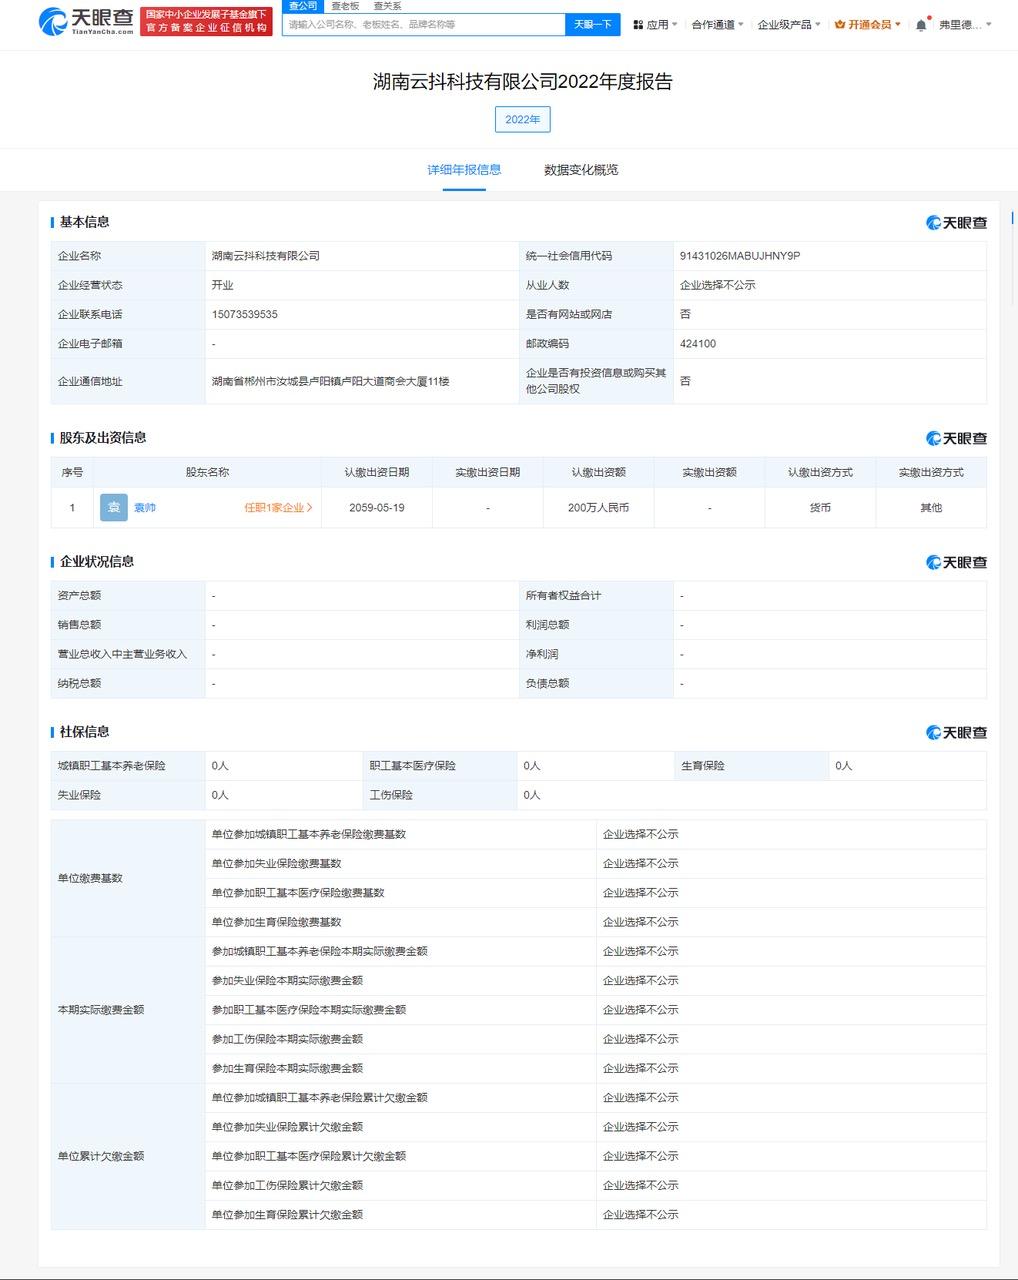 天眼查
TianYanCha.com
国家中小企业发展子基金旗下
官方备案企业征信机构
查公司 查老板 查关系
请输入公司名称、老板姓名、品牌名称等 天眼一下
应用 合作通道 企业级产品 开通会员 弗里德...
湖南云抖科技有限公司2022年度报告
2022年
详细年报信息 数据变化概览
基本信息 天眼查
企业名称 湖南云抖科技有限公司 统一社会信用代码 91431026MABUJHNY9P
企业经营状态 开业 从业人数 企业选择不公示
企业联系电话 15073539535 是否有网站或网店 否
企业电子邮箱 - 邮政编码 424100
企业通信地址 湖南省郴州市汝城县卢阳镇卢阳大道商会大厦11楼 企业是否有投资信息或购买其
他公司股权 否
股东及出资信息 天眼查
序号 股东名称 认缴出资日期 实缴出资日期 认缴出资额 实缴出资额 认缴出资方式 实缴出资方式
1 袁 袁帅 任职1家企业 2059-05-19 - 200万人民币 - 货币 其他
企业状况信息 天眼查
资产总额 - 所有者权益合计 -
销售总额 - 利润总额 -
营业总收入中主营业务收入 - 净利润 -
纳税总额 - 负债总额 -
社保信息 天眼查
城镇职工基本养老保险 0人 职工基本医疗保险 0人 生育保险 0人
失业保险 0人 工伤保险 0人
单位缴费基数
单位参加城镇职工基本养老保险缴费基数 企业选择不公示
单位参加失业保险缴费基数 企业选择不公示
单位参加职工基本医疗保险缴费基数 企业选择不公示
单位参加生育保险缴费基数 企业选择不公示
本期实际缴费金额
参加城镇职工基本养老保险本期实际缴费金额 企业选择不公示
参加失业保险本期实际缴费金额 企业选择不公示
参加职工基本医疗保险本期实际缴费金额 企业选择不公示
参加工伤保险本期实际缴费金额 企业选择不公示
参加生育保险本期实际缴费金额 企业选择不公示
单位累计欠缴金额
单位参加城镇职工基本养老保险累计欠缴金额 企业选择不公示
单位参加失业保险累计欠缴金额 企业选择不公示
单位参加职工基本医疗保险累计欠缴金额 企业选择不公示
单位参加工伤保险累计欠缴金额 企业选择不公示
单位参加生育保险累计欠缴金额 企业选择不公示